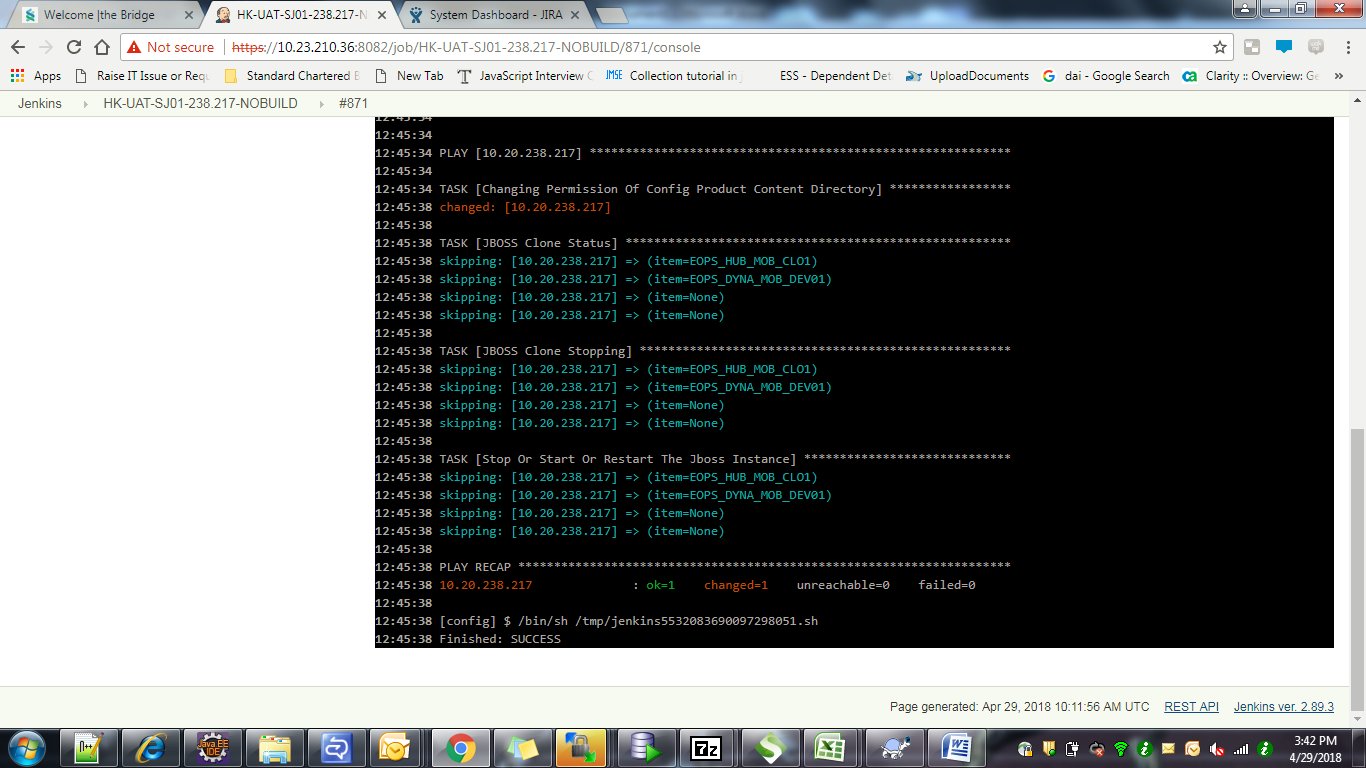 Welcome |the Bridge
HK-UAT-SJ01-238.217-N
System Dashboard - JIRA
Not secure https://10.23.210.36:8082/job/HK-UAT-SJ01-238.217-NOBUILD/871/console
Apps Raise IT Issue or Requ Standard Chartered B New Tab JavaScript Interview C JMSE Collection tutorial in j ESS - Dependent Det UploadDocuments dai - Google Search ca Clarity :: Overview: Ge »
Jenkins HK-UAT-SJ01-238.217-NOBUILD #871
12:45:34
12:45:34
12:45:34 PLAY [10.20.238.217] ***********************************************************
12:45:34
12:45:34 TASK [Changing Permission Of Config Product Content Directory] *****************
12:45:38 changed: [10.20.238.217]
12:45:38
12:45:38 TASK [JBOSS Clone Status] ******************************************************
12:45:38 skipping: [10.20.238.217] => (item=EOPS_HUB_MOB_CLO1)
12:45:38 skipping: [10.20.238.217] => (item=EOPS_DYNA_MOB_DEV01)
12:45:38 skipping: [10.20.238.217] => (item=None)
12:45:38 skipping: [10.20.238.217] => (item=None)
12:45:38
12:45:38 TASK [JBOSS Clone Stopping] ****************************************************
12:45:38 skipping: [10.20.238.217] => (item=EOPS_HUB_MOB_CLO1)
12:45:38 skipping: [10.20.238.217] => (item=EOPS_DYNA_MOB_DEV01)
12:45:38 skipping: [10.20.238.217] => (item=None)
12:45:38 skipping: [10.20.238.217] => (item=None)
12:45:38
12:45:38 TASK [Stop Or Start Or Restart The Jboss Instance] *****************************
12:45:38 skipping: [10.20.238.217] => (item=EOPS_HUB_MOB_CLO1)
12:45:38 skipping: [10.20.238.217] => (item=EOPS_DYNA_MOB_DEV01)
12:45:38 skipping: [10.20.238.217] => (item=None)
12:45:38 skipping: [10.20.238.217] => (item=None)
12:45:38
12:45:38 PLAY RECAP *********************************************************************
12:45:38 10.20.238.217 : ok=1 changed=1 unreachable=0 failed=0
12:45:38
12:45:38 [config] $ /bin/sh /tmp/jenkins5532083690097298051.sh
12:45:38 Finished: SUCCESS
Page generated: Apr 29, 2018 10:11:56 AM UTC REST API Jenkins ver. 2.89.3
Java EE
IDE
7z
3:42 PM
4/29/2018